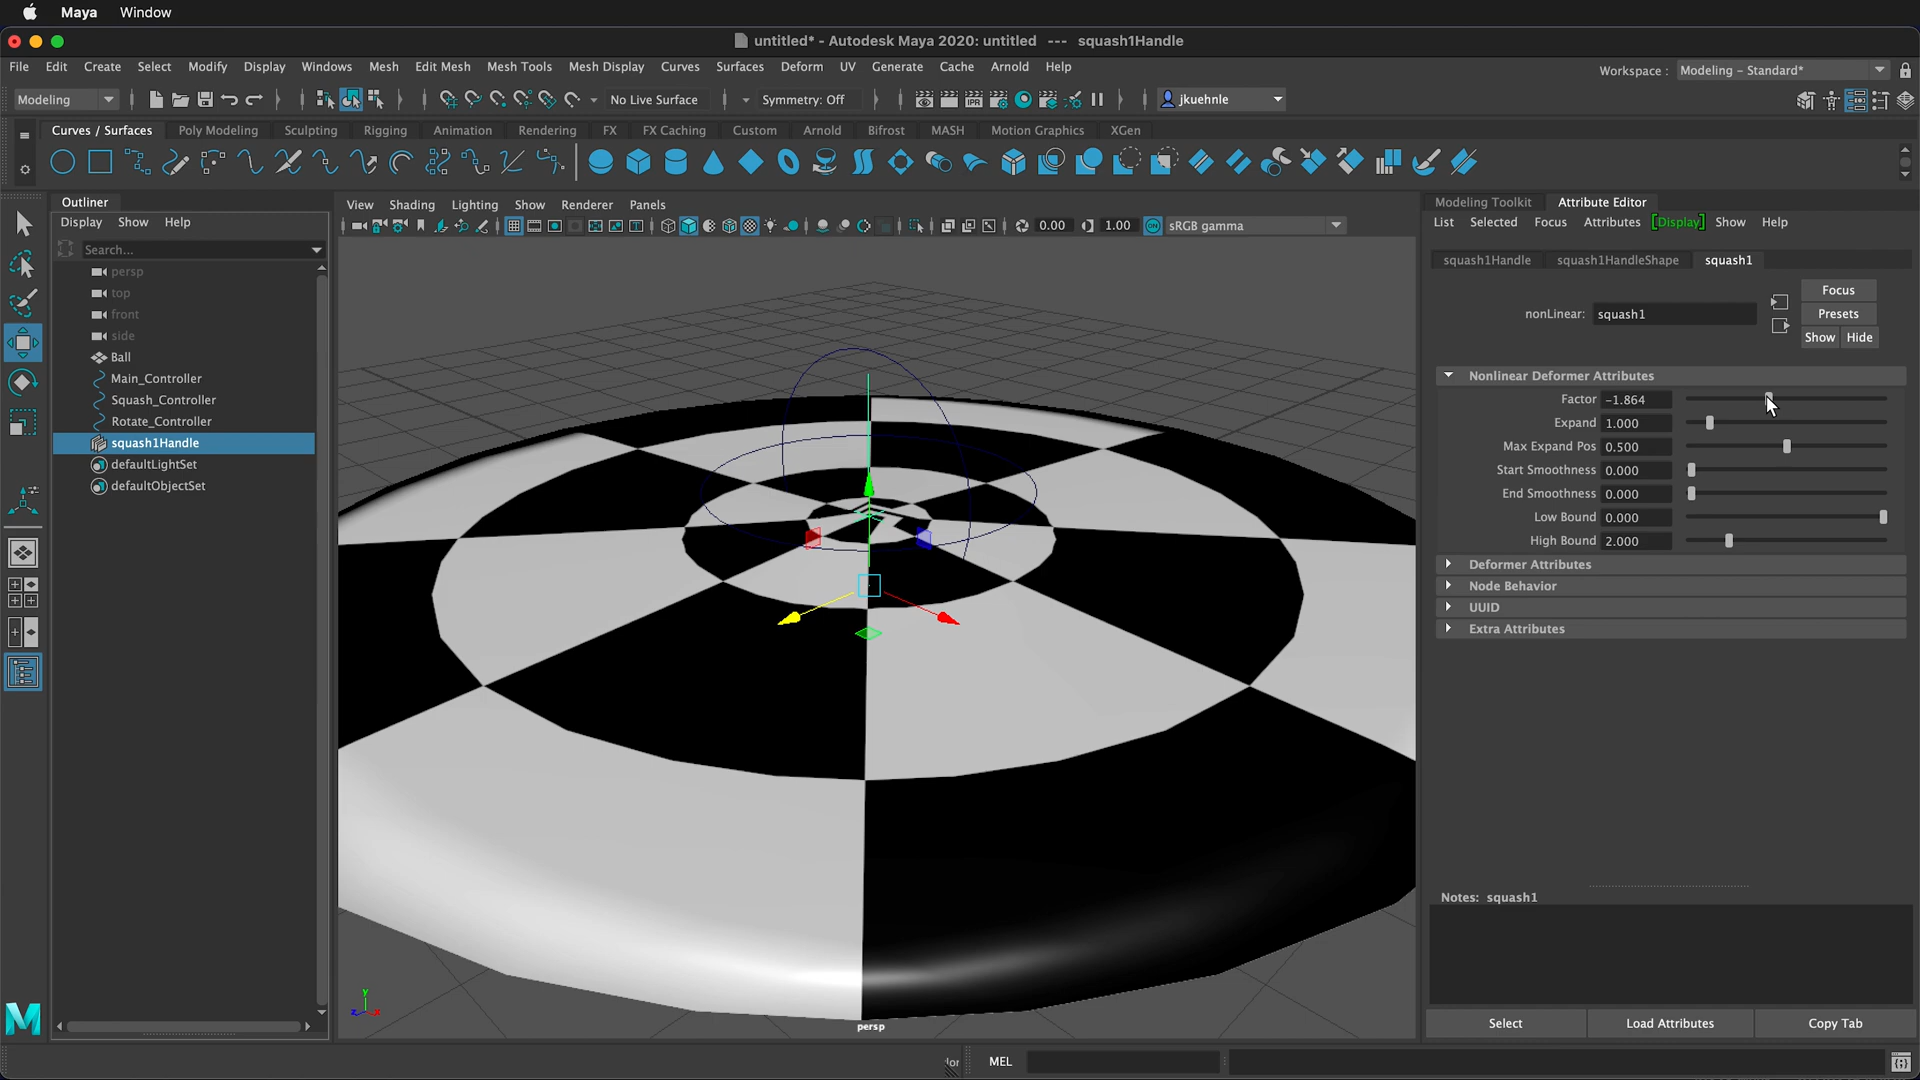 Maya Window
untitled* - Autodesk Maya 2020: untitled --- squash1Handle
File Edit Create Select Modify Display Windows Mesh Edit Mesh Mesh Tools Mesh Display Curves Surfaces Deform UV Generate Cache Arnold Help
Workspace : Modeling - Standard*
Modeling No Live Surface Symmetry: Off IPR jkuehnle
Curves / Surfaces Poly Modeling Sculpting Rigging Animation Rendering FX FX Caching Custom Arnold Bifrost MASH Motion Graphics XGen
Outliner
Display Show Help
Search...
persp
top
front
side
Ball
Main_Controller
Squash_Controller
Rotate_Controller
squash1Handle
defaultLightSet
defaultObjectSet
View Shading Lighting Show Renderer Panels
0.00 1.00 ON sRGB gamma
y
z x
persp
Modeling Toolkit Attribute Editor
List Selected Focus Attributes [Display] Show Help
squash1Handle squash1HandleShape squash1
Focus
nonLinear: squash1 Presets
Show Hide
Nonlinear Deformer Attributes
Factor -1.864
Expand 1.000
Max Expand Pos 0.500
Start Smoothness 0.000
End Smoothness 0.000
Low Bound 0.000
High Bound 2.000
Deformer Attributes
Node Behavior
UUID
Extra Attributes
Notes: squash1
Select Load Attributes Copy Tab
M
MEL